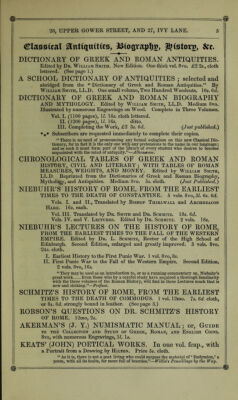 28, UPPER GOWER STREET, AND 27, IVY LANE. 3
Classical Antiquities, Biography, History, &c.
DICTIONARY OF GREEK AND ROMAN ANTIQUITIES.
Edited by Dr. WILLIAM SMITH. New Edition. One thick vol. 8vo. £2 2s. cloth
lettered. (See page 1.)
A SCHOOL DICTIONARY OF ANTIQUITIES; selected and
abridged from the "Dictionary of Greek and Roman Antiquities." By
WILLIAM SMITH, LL.D. One small volume, Two Hundred Woodcuts. 10s. 6d.
DICTIONARY OF GREEK AND ROMAN BIOGRAPHY
AND MYTHOLOGY. Edited by WILLIAM SMITH, LL.D. Medium 8vo.
Illustrated by numerous Engravings on Wood. Complete in Three Volumes.
Vol. I. (1100 pages), 1l. 16s. cloth lettered.
II. (1200 pages), 1l. 16s. ditto.
III. Completing the Work, £2 5s. 6d. (Just published.)
Subscribers are requested immediately to complete their copies.
CHRONOLOGICAL TABLES OF GREEK AND ROMAN
HISTORY, CIVIL AND LITERARY; WITH TABLES OF ROMAN
MEASURES, WEIGHTS, AND MONEY. Edited by WILLIAM SMITH,
LL.D. Reprinted from the Dictionaries of Greek and Roman Biography,
Mythology, and Antiquities. Medium 8vo. 5s. cloth. (Just published.)
NIEBUHR'S HISTORY OF ROME, FROM THE EARLIEST
TIMES TO THE DEATH OF CONSTANTINE. 5 vols. 8vo, 3l. 8s. 6d.
Vols. I. and II., Translated by BISHOP THIRLWALL and ARCHDEACON
HARE. 16s. each.
Vol. III. Translated by Dr. SMITH and Dr. SCHMITZ. 18s. 6d.
Vols. IV. and V. LECTURES. Edited by Dr. SCHMITZ. 2 vols. 18s.
NIEBUHR'S LECTURES ON THE HISTORY OF ROME,
FROM THE EARLIEST TIMES TO THE FALL OF THE WESTERN
EMPIRE. Edited by Dr. L. SCHMITZ, Rector of the High School of
Edinburgh. Second Edition, enlarged and greatly improved. 3 vols. 8vo.
24s. cloth.
I. Earliest History to the First Punic War. 1 vol. 8vo, 8s.
II. First Punic War to the Fall of the Western Empire. Second Edition.
2 vols. 8vo, 16s.
SCHMITZ'S HISTORY OF ROME, FROM THE EARLIEST
TIMES TO THE DEATH OF COMMODUS. 1 vol. 12mo. 7s. 6d cloth,
or 8s. 6d. strongly bound in leather. (See page 5.)
ROBSON'S QUESTIONS ON DR. SCHMITZ'S HISTORY
OF ROME. 12mo, 2s.
AKERMAN'S (J. Y.) NUMISMATIC MANUAL; or, GUIDE
TO THE COLLECTION AND STUDY OF GREEK, ROMAN, AND ENGLISH COINS.
8vo, with numerous Engravings, 1l. 1s.
KEATS' (JOHN) POETICAL WORKS. In one vol. fcap., with
a Portrait from a Drawing by HILTON. Price 5s. cloth.